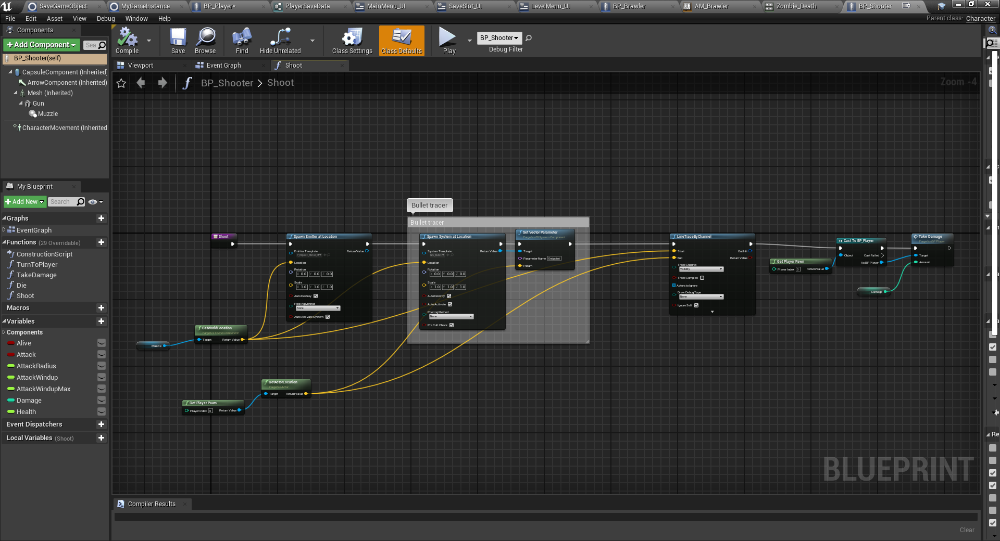 SaveGameObject
MyGameInstance
BP_Player*
PlayerSaveData
MainMenu_UI
SaveSlot_UI
LevelMenu_UI
BP_Brawler
AM_Brawler
Zombie_Death
BP_Shooter
File Edit Asset View Debug Window Help
Parent class: Character
Components
+Add Component
Sea
BP_Shooter(self)
CapsuleComponent (Inherited)
ArrowComponent (Inherited)
Mesh (Inherited)
Gun
Muzzle
CharacterMovement (Inherited
Compile
Save
Browse
Find
Hide Unrelated
Class Settings
Class Defaults
Play
BP_Shooter
Debug Filter
Viewport
Event Graph
Shoot
BP_Shooter > Shoot
Zoom -4
My Blueprint
+Add New
Search
Graphs
EventGraph
Functions (29 Overridable)
ConstructionScript
TurnToPlayer
TakeDamage
Die
Shoot
Macros
Variables
Components
Alive
Attack
AttackRadius
AttackWindup
AttackWindupMax
Damage
Health
Event Dispatchers
Local Variables (Shoot)
Bullet tracer
Bullet tracer
Shoot
Spawn Emitter at Location
Emitter Template
P_Impact_Metal_M
Return Value
Location
Rotation
X 0.0 Y 0.0 Z 0.0
Scale
X 1.0 Y 1.0 Z 1.0
Auto Destroy
Pooling Method
None
Auto Activate System
Spawn System at Location
System Template
NS_Bullet
Return Value
Location
Rotation
X 0.0 Y 0.0 Z 0.0
Scale
X 1.0 Y 1.0 Z 1.0
Auto Destroy
Auto Activate
Pooling Method
None
Pre Cull Check
Set Vector Parameter
Target is FXSystem Component
Target
Parameter Name Endpoint
Param
LineTraceByChannel
Start
Out Hit
End
Return Value
Trace Channel
Visibility
Trace Complex
Actors to Ignore
Draw Debug Type
None
Ignore Self
Get Player Pawn
Player Index 0
Return Value
Cast To BP_Player
Object
Cast Failed
As BP Player
Take Damage
Target is BP Player
Target
Amount
Damage
Muzzle
GetWorldLocation
Target is Scene Component
Target
Return Value
GetActorLocation
Target is Actor
Target
Return Value
Get Player Pawn
Player Index 0
Return Value
BLUEPRINT
Compiler Results
Clear
Re